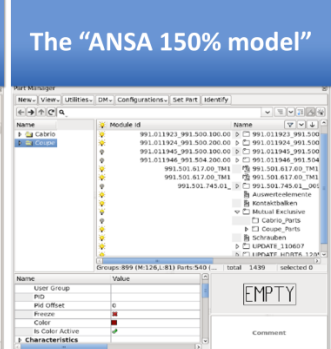 The “ANSA 150% model”
Part Manager
New View Utilities DM Configurations Set Part Identify
Name Module Id Name
Cabrio
Coupe
991.011923_991.500.100.00 991.011923_991.500
991.011924_991.500.200.00 991.011924_991.500
991.011945_991.500.100.00 991.011945_991.500
991.011946_991.504.200.00 991.011946_991.504
991.501.617.00_TM1 991.501.617.00_TM1
991.501.617.00_TM1 991.501.617.00_TM1
991.501.745.01_ 991.501.745.01__009
Auswerteelemente
Kontaktbalken
Mutual Exclusive
Cabrio_Parts
Coupe_Parts
Schrauben
UPDATE_110607
Groups:899 (M:126,L:81) Parts:540 [... total 1439 selected 0
Name Value
User Group
PID
Pid Offset 0
Freeze
Color
Is Color Active
Characteristics
EMPTY
Comment